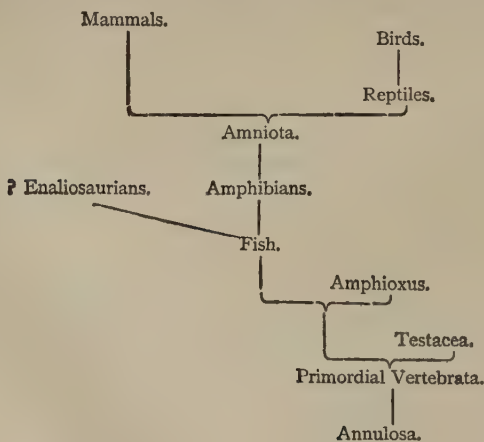 Mammals.
Birds.
Reptiles.
Amniota.
? Enaliosaurians. Amphibians.
Fish.
Amphioxus.
Testacea.
Primordial Vertebrata.
Annulosa.